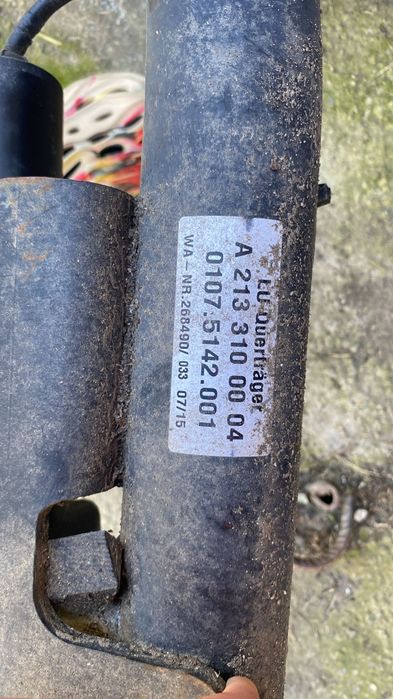 LU-Querträger
A 213 310 00 04
0107.5142.001
WA-NR.268490/ 033 07/15